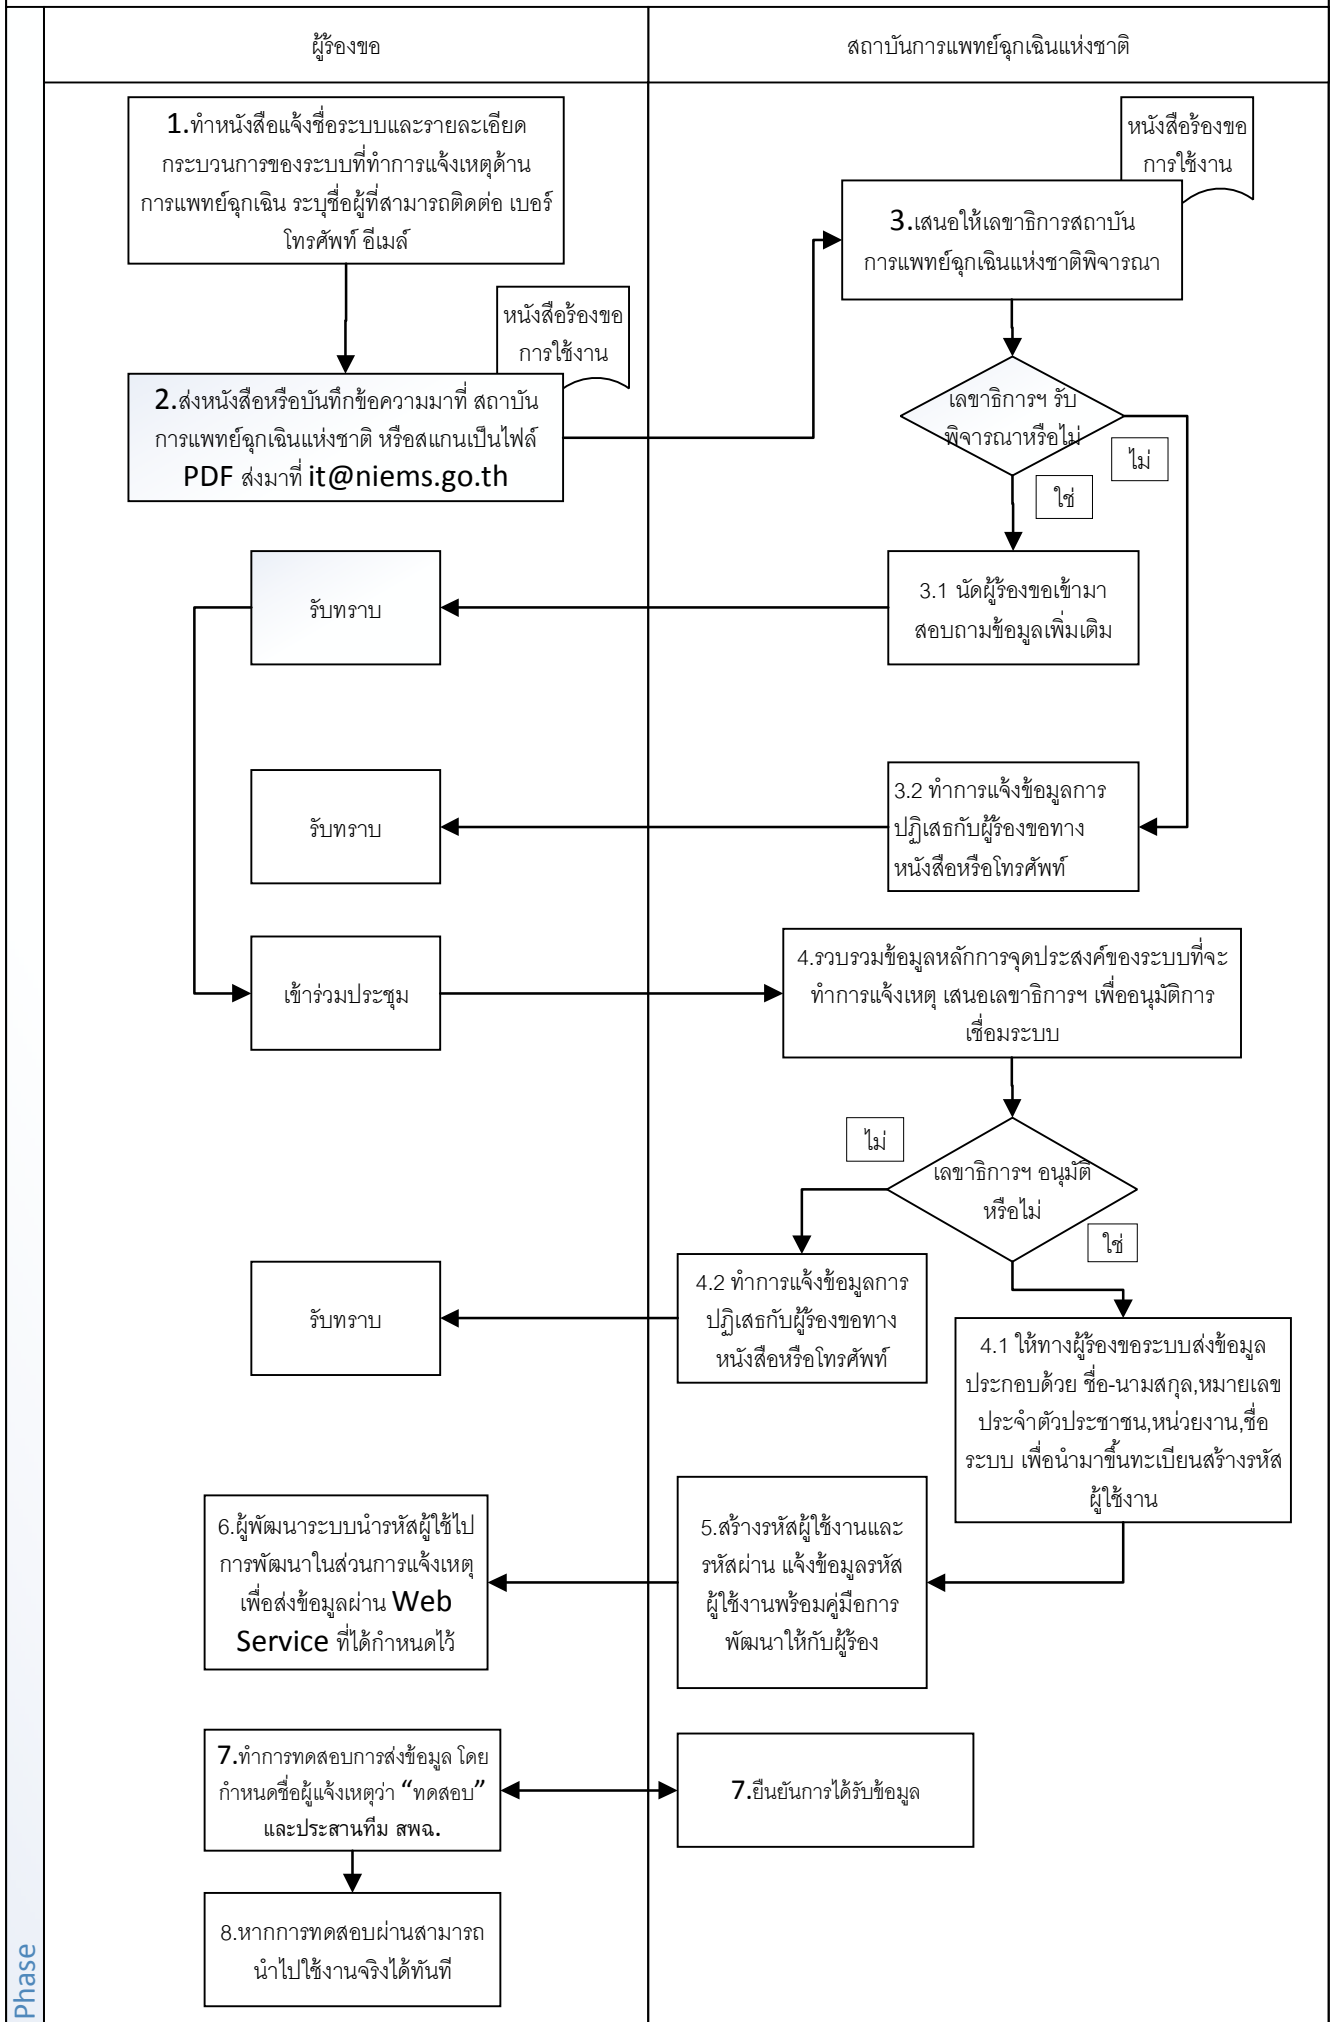 ผู้ร้องขอ
สถาบันการแพทย์ฉุกเฉินแห่งชาติ
1.ทำหนังสือแจ้งชื่อระบบและรายละเอียด
กระบวนการของระบบที่ทำการแจ้งเหตุด้าน
การแพทย์ฉุกเฉิน ระบุชื่อผู้ที่สามารถติดต่อ เบอร์
โทรศัพท์ อีเมล์
หนังสือร้องขอ
การใช้งาน
2.ส่งหนังสือหรือบันทึกข้อความมาที่ สถาบัน
การแพทย์ฉุกเฉินแห่งชาติ หรือสแกนเป็นไฟล์
PDF ส่งมาที่ it@niems.go.th
หนังสือร้องขอ
การใช้งาน
3.เสนอให้เลขาธิการสถาบัน
การแพทย์ฉุกเฉินแห่งชาติพิจารณา
เลขาธิการฯ รับ
พิจารณาหรือไม่
ไม่
ใช่
3.1 นัดผู้ร้องขอเข้ามา
สอบถามข้อมูลเพิ่มเติม
รับทราบ
3.2 ทำการแจ้งข้อมูลการ
ปฏิเสธกับผู้ร้องขอทาง
หนังสือหรือโทรศัพท์
รับทราบ
เข้าร่วมประชุม
4.รวบรวมข้อมูลหลักการจุดประสงค์ของระบบที่จะ
ทำการแจ้งเหตุ เสนอเลขาธิการฯ เพื่ออนุมัติการ
เชื่อมระบบ
เลขาธิการฯ อนุมัติ
หรือไม่
ไม่
ใช่
4.2 ทำการแจ้งข้อมูลการ
ปฏิเสธกับผู้ร้องขอทาง
หนังสือหรือโทรศัพท์
รับทราบ
4.1 ให้ทางผู้ร้องขอระบบส่งข้อมูล
ประกอบด้วย ชื่อ-นามสกุล,หมายเลข
ประจำตัวประชาชน,หน่วยงาน,ชื่อ
ระบบ เพื่อนำมาขึ้นทะเบียนสร้างรหัส
ผู้ใช้งาน
5.สร้างรหัสผู้ใช้งานและ
รหัสผ่าน แจ้งข้อมูลรหัส
ผู้ใช้งานพร้อมคู่มือการ
พัฒนาให้กับผู้ร้อง
6.ผู้พัฒนาระบบนำรหัสผู้ใช้ไป
การพัฒนาในส่วนการแจ้งเหตุ
เพื่อส่งข้อมูลผ่าน Web
Service ที่ได้กำหนดไว้
7.ทำการทดสอบการส่งข้อมูล โดย
กำหนดชื่อผู้แจ้งเหตุว่า “ทดสอบ”
และประสานทีม สพฉ.
7.ยืนยันการได้รับข้อมูล
8.หากการทดสอบผ่านสามารถ
นำไปใช้งานจริงได้ทันที
Phase